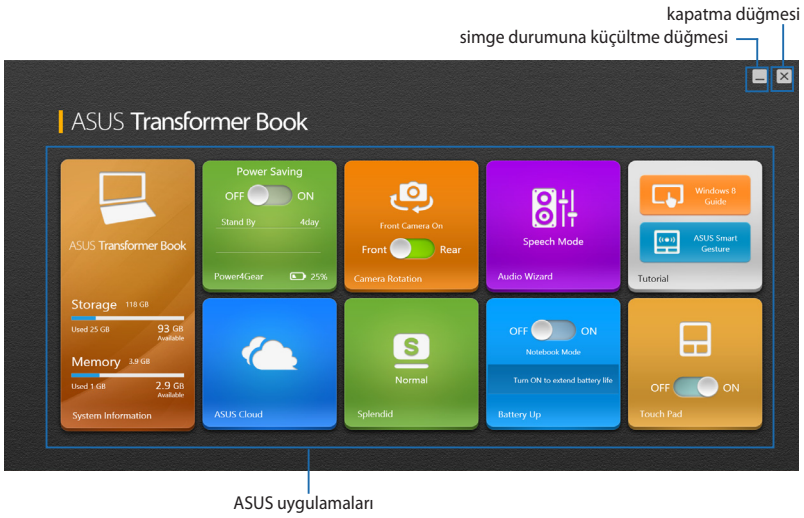 kapatma düğmesi
simge durumuna küçültme düğmesi
ASUS Transformer Book
ASUS Transformer Book
Storage 118 GB
Used 25 GB 93 GB
Available
Memory 3.9 GB
Used 1 GB 2.9 GB
Available
System Information
Power Saving
OFF ON
Stand By 4day
Power4Gear 25%
Front Camera On
Front Rear
Camera Rotation
Speech Mode
Audio Wizard
Windows 8
Guide
ASUS Smart
Gesture
Tutorial
ASUS Cloud
S
Normal
Splendid
OFF ON
Notebook Mode
Turn ON to extend battery life
Battery Up
OFF ON
Touch Pad
ASUS uygulamaları